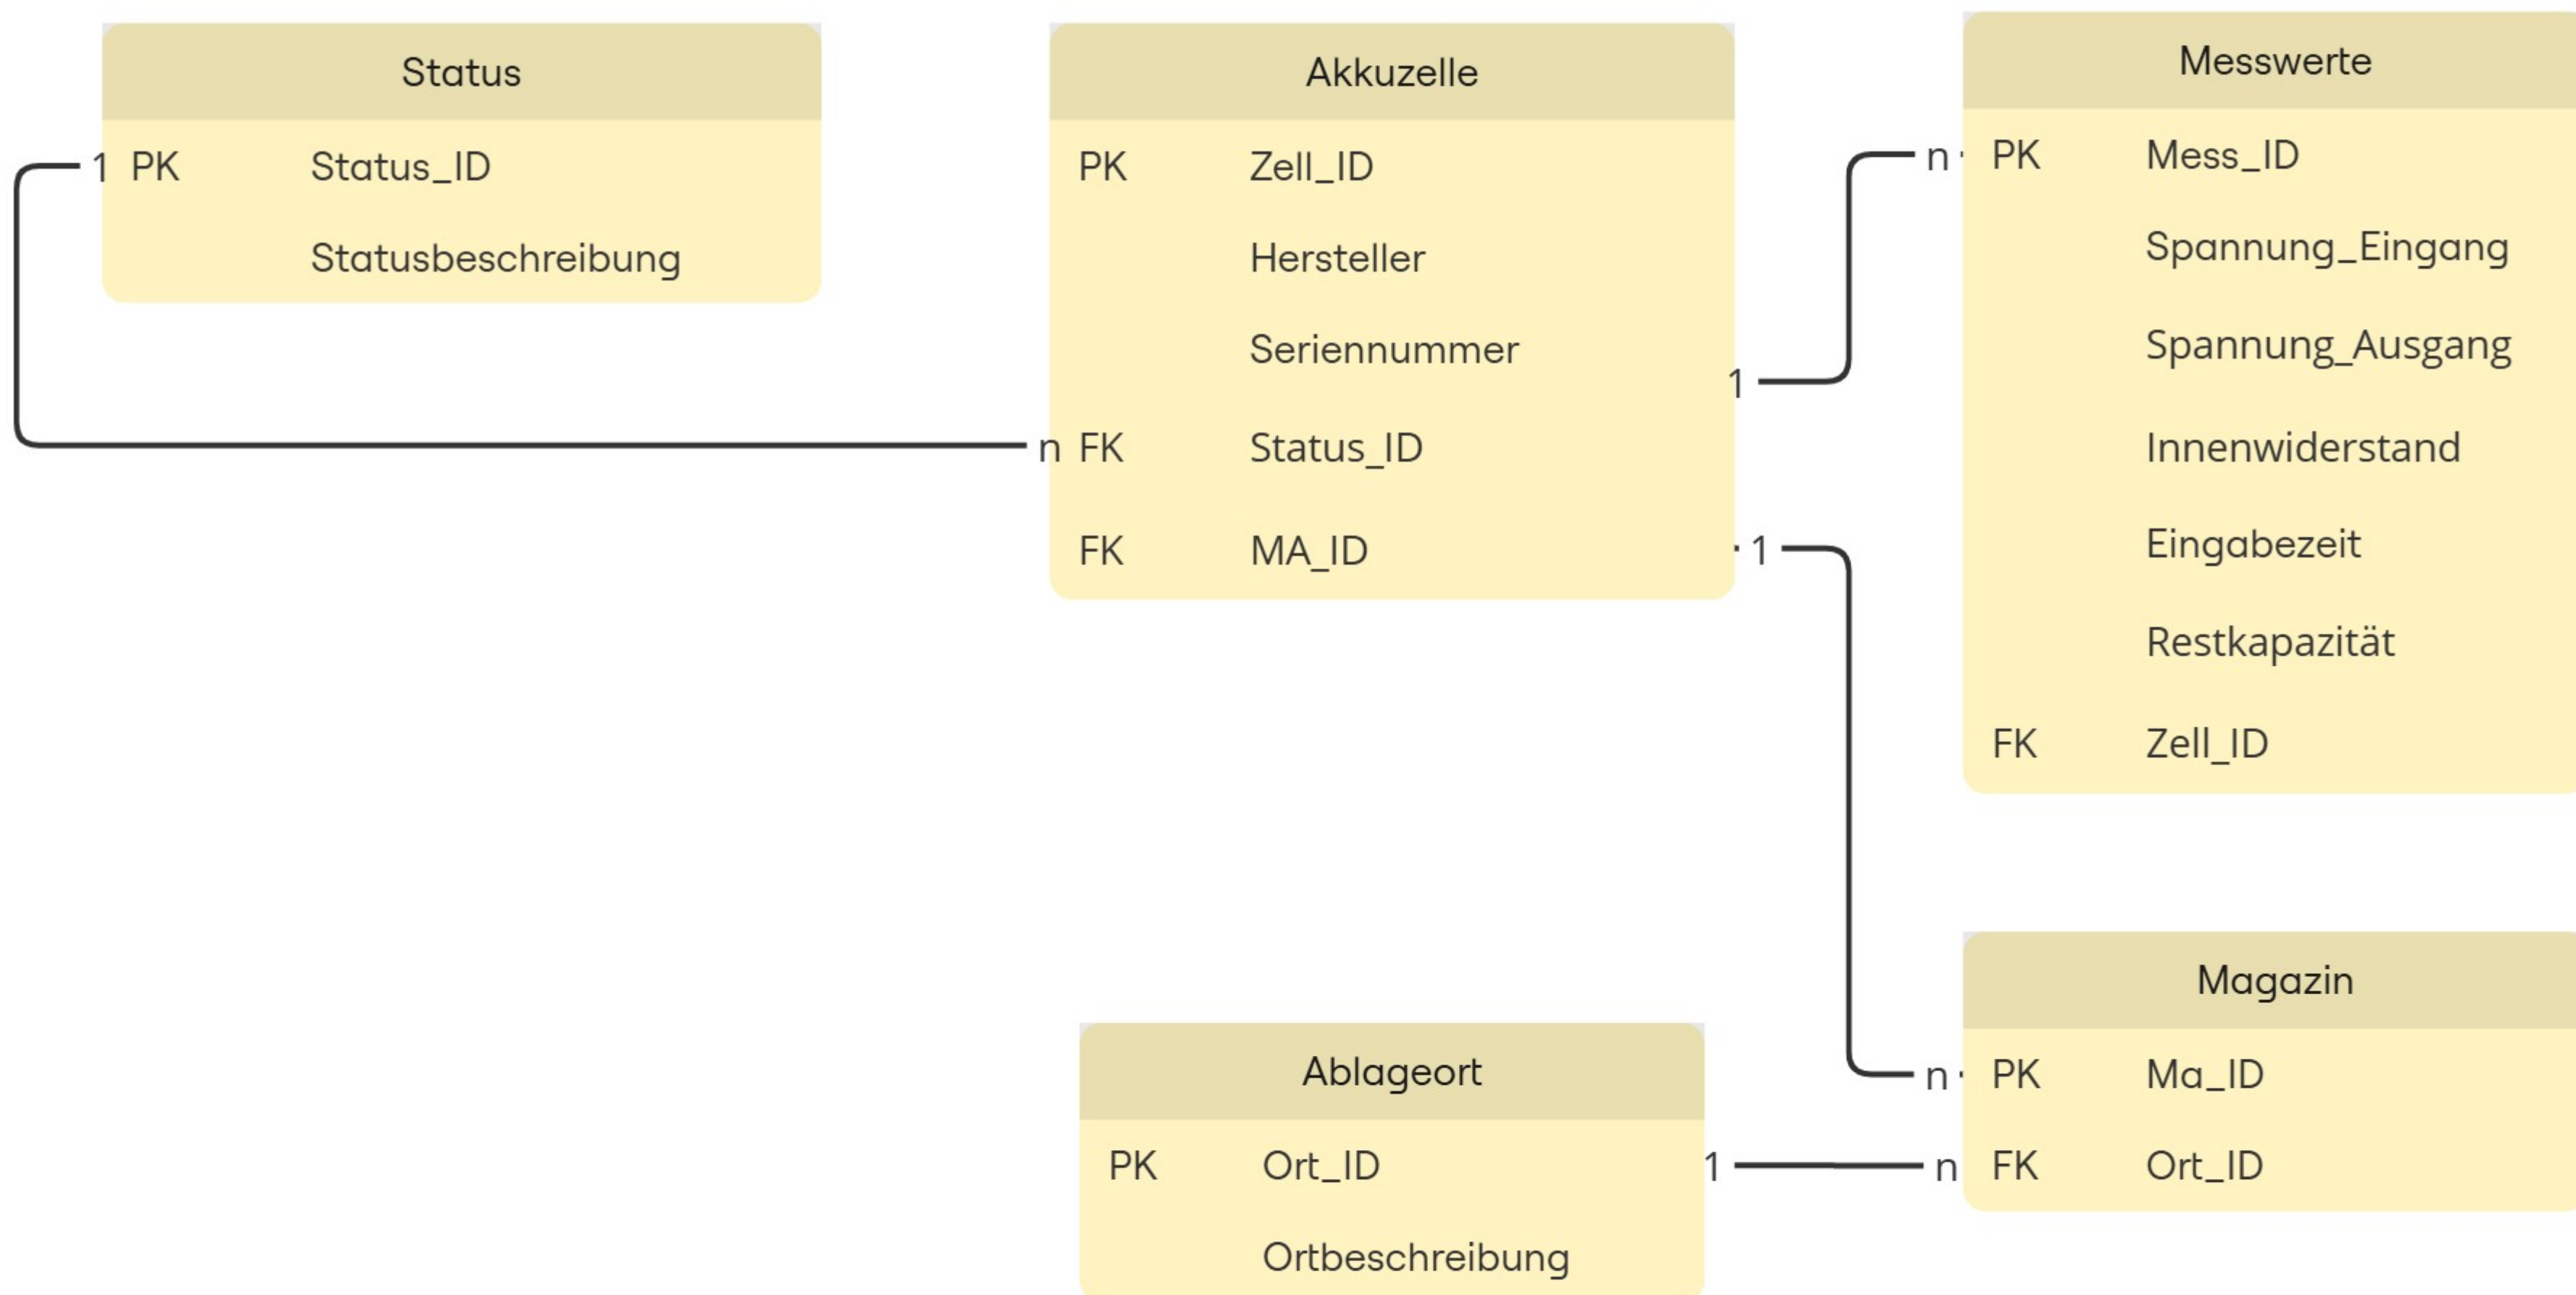 Status
1 PK Status_ID
Statusbeschreibung
Akkuzelle
PK Zell_ID
Hersteller
Seriennummer
1
n FK Status_ID
FK MA_ID 1
Messwerte
n PK Mess_ID
Spannung_Eingang
Spannung_Ausgang
Innenwiderstand
Eingabezeit
Restkapazität
FK Zell_ID
Ablageort
PK Ort_ID 1
Ortbeschreibung
Magazin
n PK Ma_ID
n FK Ort_ID